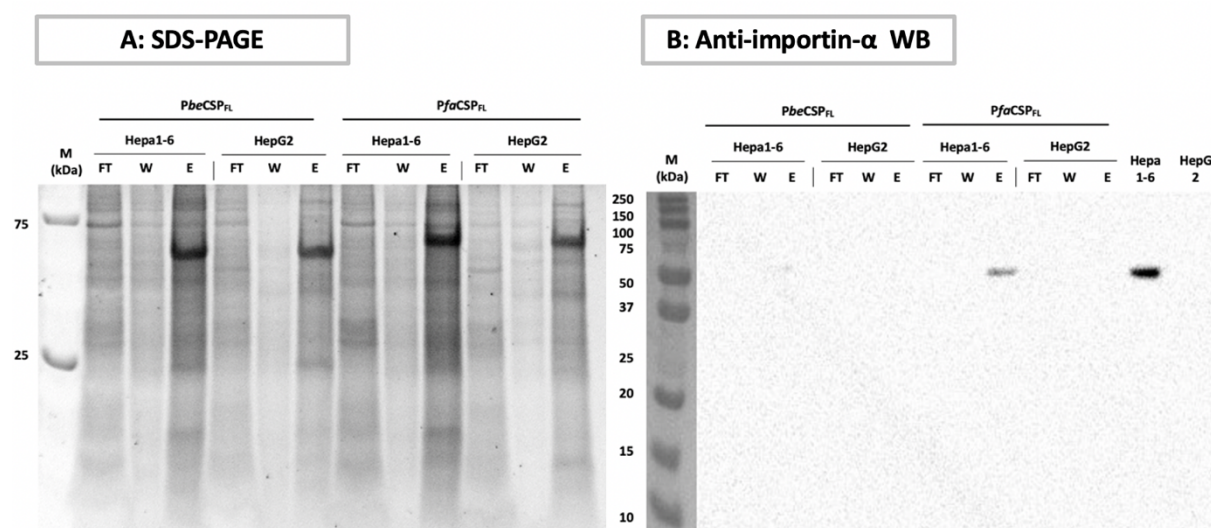 A: SDS-PAGE
PbeCSPFL PfaCSPFL
Hepa1-6 HepG2 Hepa1-6 HepG2
M
(kDa)
FT W E FT W E FT W E FT W E
75
25
B: Anti-importin-α WB
PbeCSPFL PfaCSPFL
Hepa1-6 HepG2 Hepa1-6 HepG2
M
(kDa)
FT W E FT W E FT W E FT W E
Hepa
1-6
HepG
2
250
150
100
75
50
37
25
20
15
10